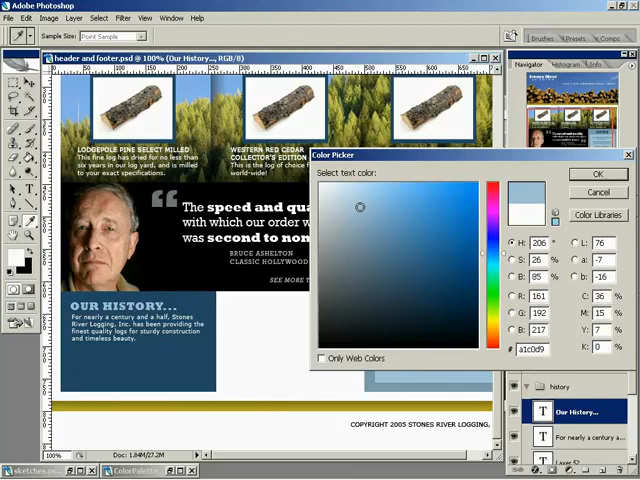 Adobe Photoshop
File Edit Image Layer Select Filter View Window Help
Sample Size: Point Sample
Brushes Presets Comps
header and footer.psd @ 100% (Our History..., RGB/8)
Navigator Histogram Info
LODGEPOLE PINE SELECT MILLED
This fine log has dried for no less than
six years in our log yard, and is milled
to your exact specifications.
WESTERN RED CEDAR
COLLECTOR'S EDITION
This is the log of
world-wide!
The speed and qua
with which our order w
was second to non
BRUCE ASHELTON
CLASSIC HOLLYWOOD
SEE MORE T
OUR HISTORY...
For nearly a century and a half, Stones
River Logging, Inc. has been providing the
finest quality logs for sturdy construction
and timeless beauty.
COPYRIGHT 2005 STONES RIVER LOGGING,
100% Doc: 1.84M/27.2M
Color Picker
Select text color:
OK
Cancel
Color Libraries
H: 206 °
S: 26 %
B: 85 %
R: 161
G: 192
B: 217
# a1c0d9
L: 76
a: -7
b: -16
C: 36 %
M: 15 %
Y: 7 %
K: 0 %
Only Web Colors
history
T Our History...
T For nearly a century a...
sketches.ps...
ColorPalette...